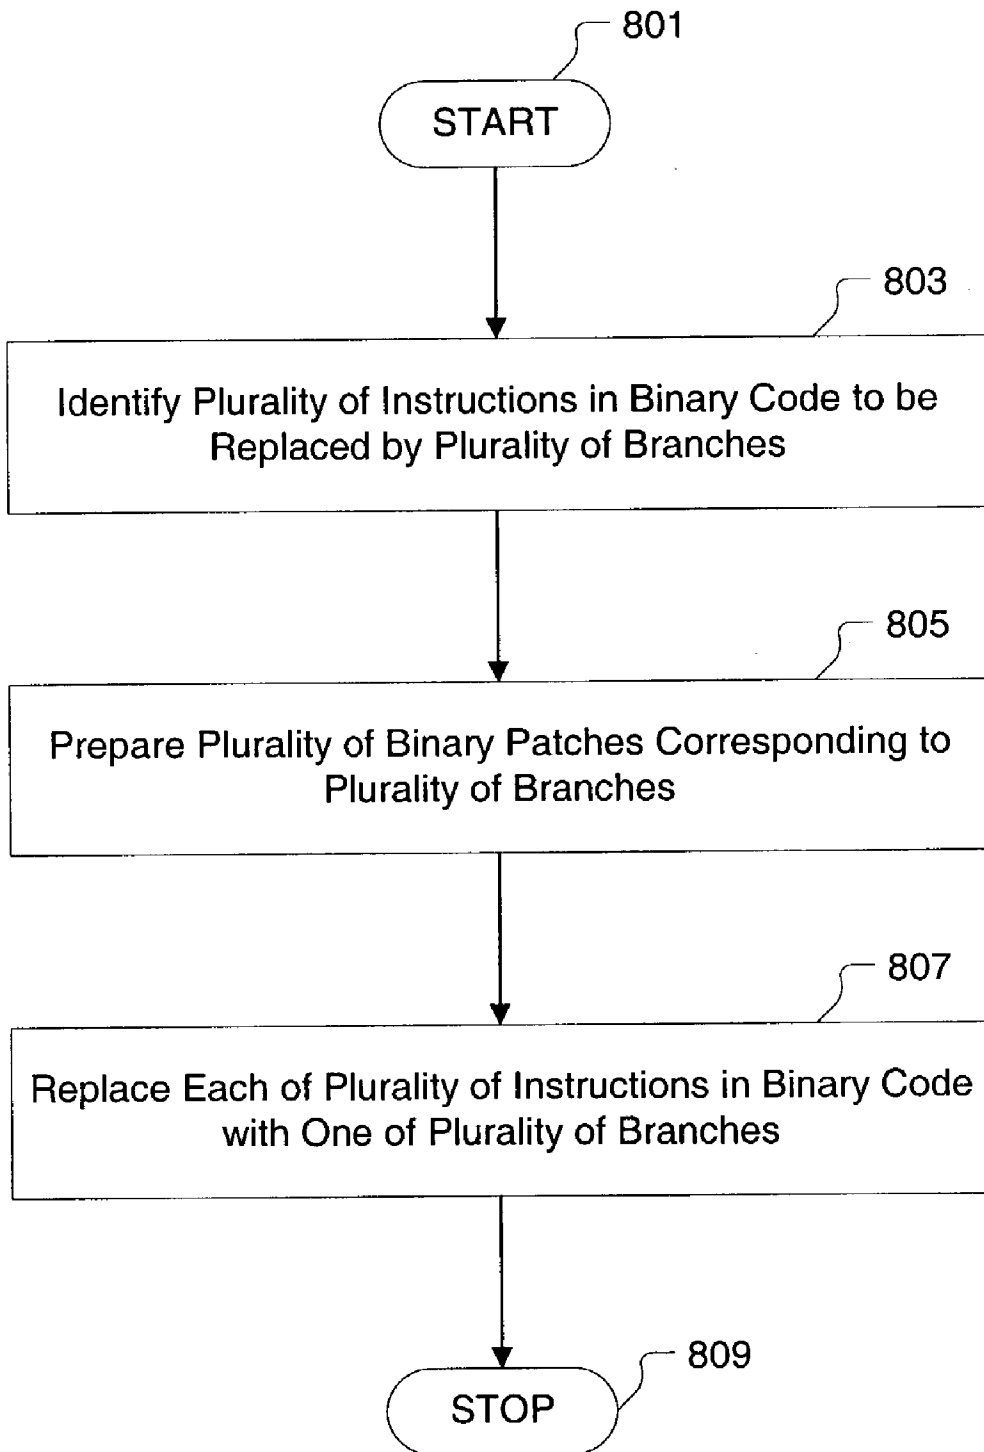 801
START
803
Identify Plurality of Instructions in Binary Code to be
Replaced by Plurality of Branches
805
Prepare Plurality of Binary Patches Corresponding to
Plurality of Branches
807
Replace Each of Plurality of Instructions in Binary Code
with One of Plurality of Branches
809
STOP